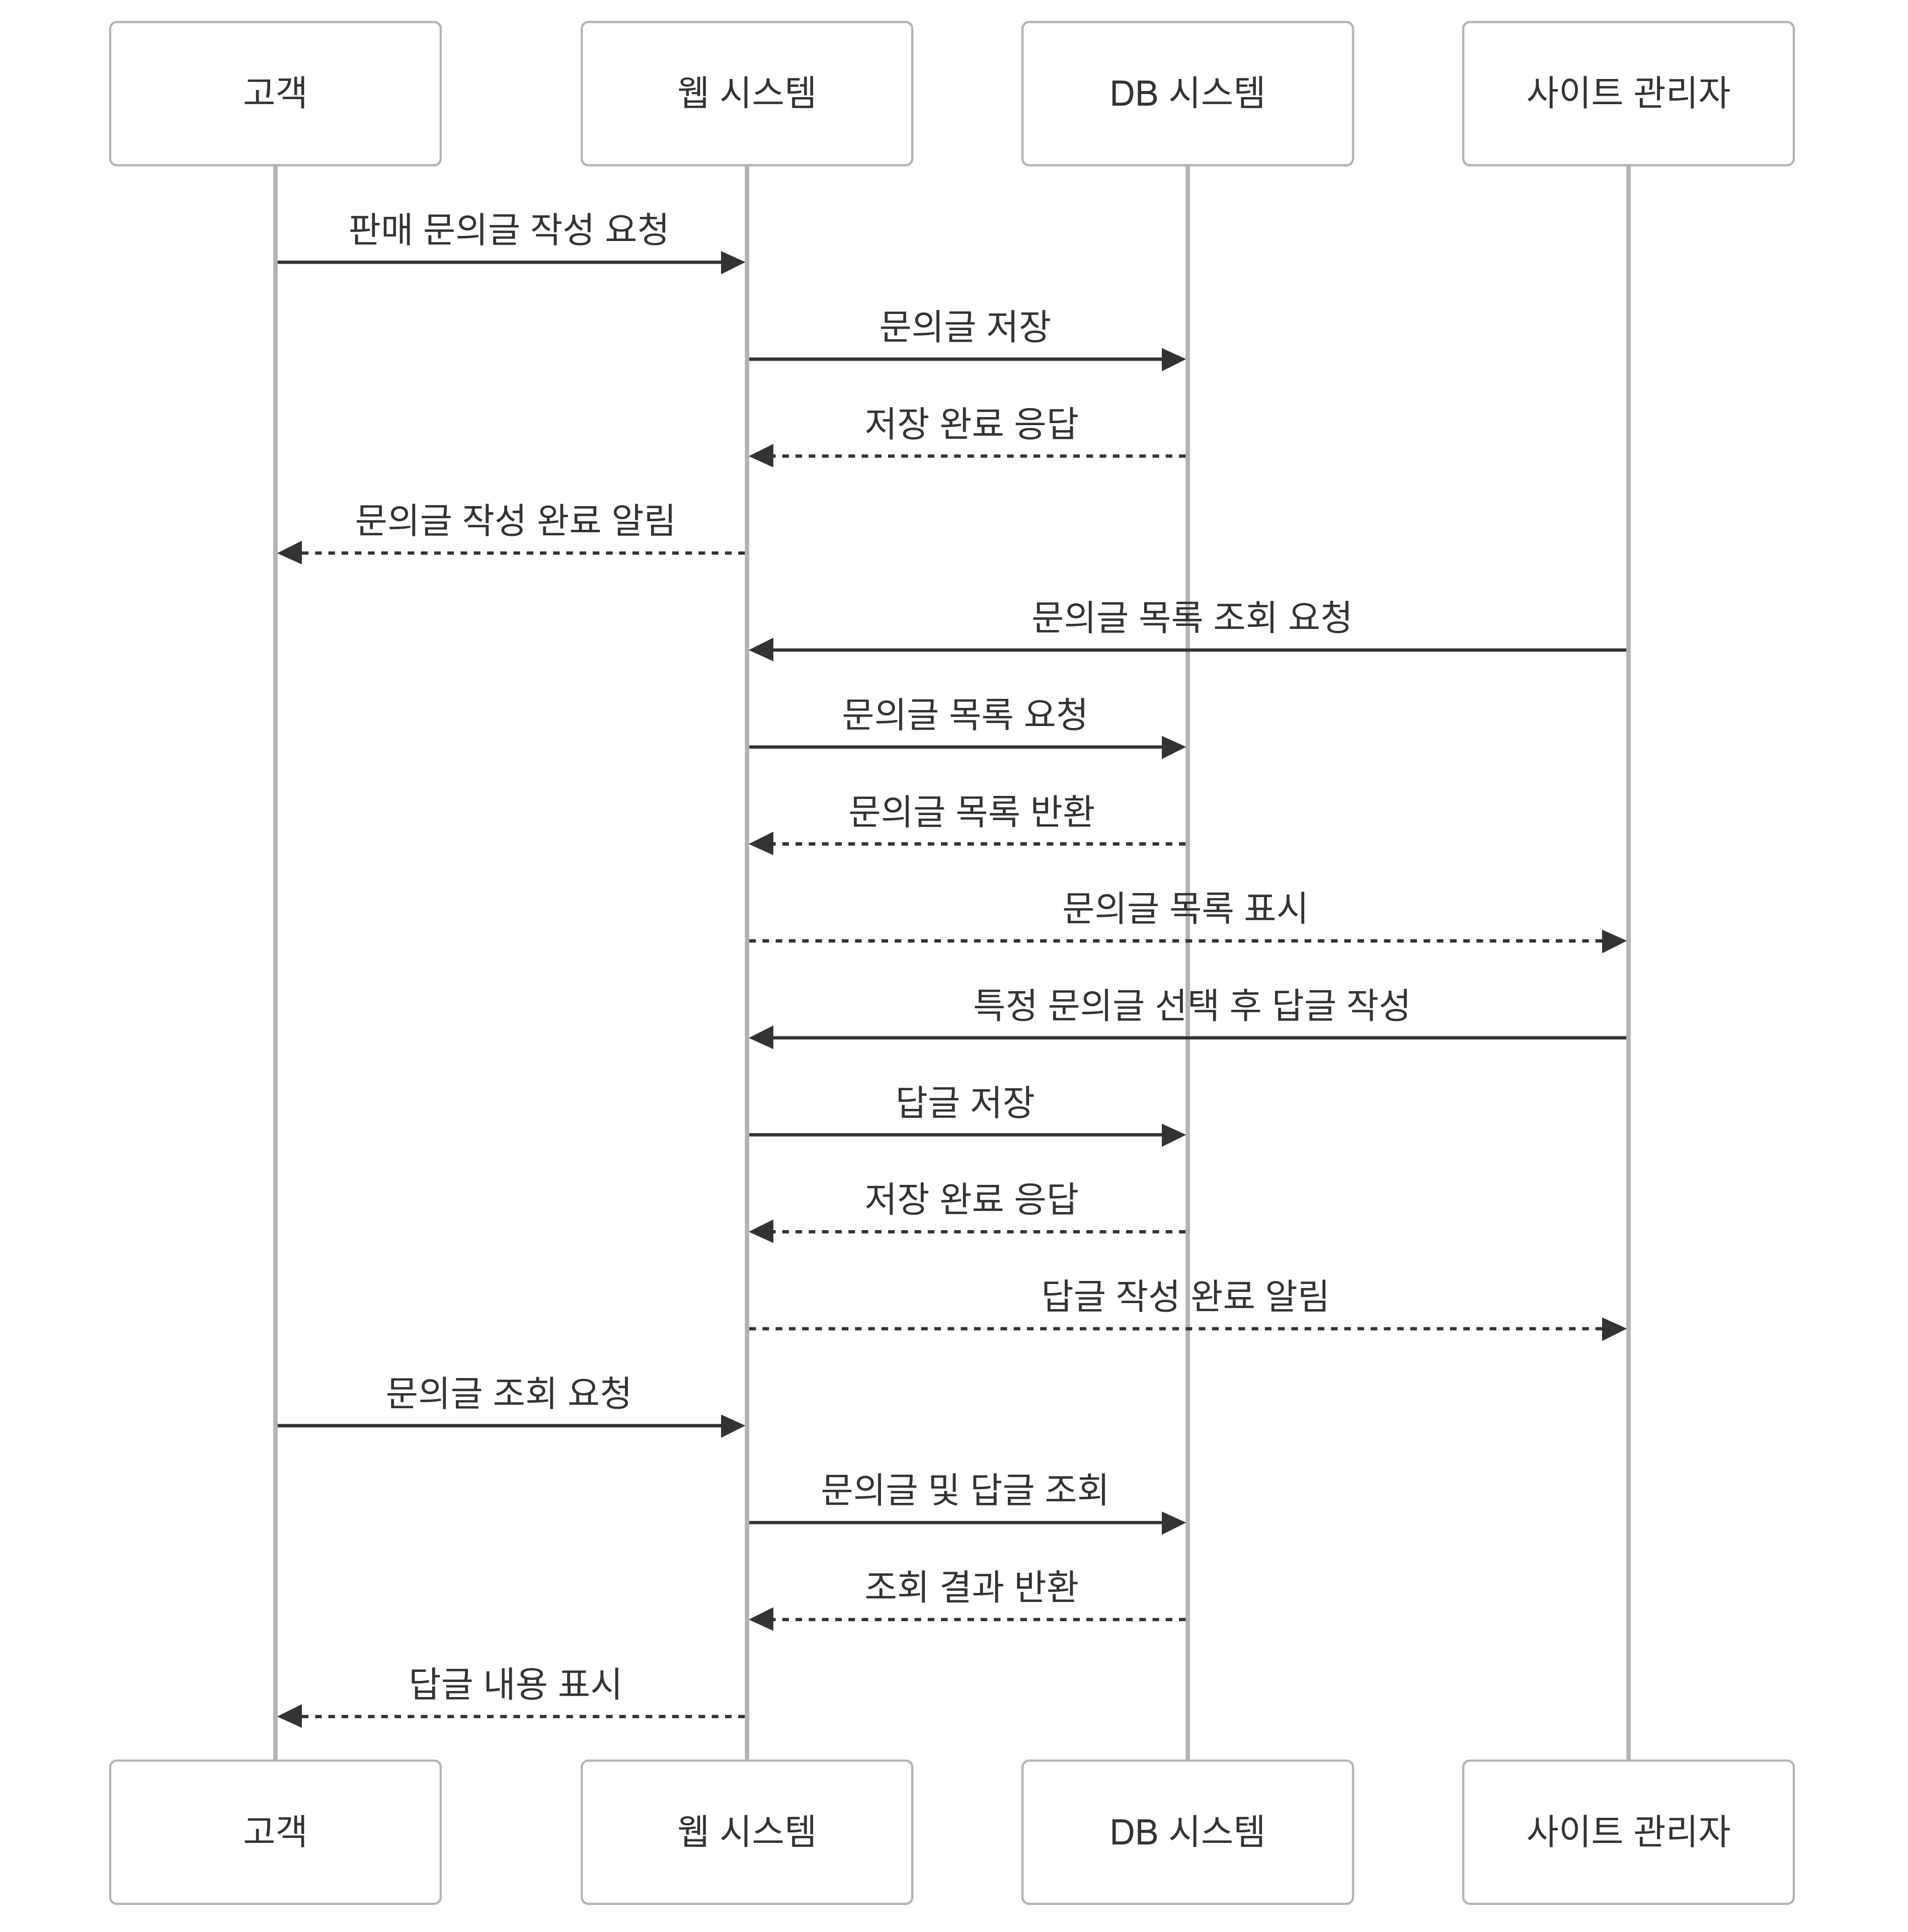 고객
웹 시스템
DB 시스템
사이트 관리자
판매 문의글 작성 요청
문의글 저장
저장 완료 응답
문의글 작성 완료 알림
문의글 목록 조회 요청
문의글 목록 요청
문의글 목록 반환
문의글 목록 표시
특정 문의글 선택 후 답글 작성
답글 저장
저장 완료 응답
답글 작성 완료 알림
문의글 조회 요청
문의글 및 답글 조회
조회 결과 반환
답글 내용 표시
고객
웹 시스템
DB 시스템
사이트 관리자